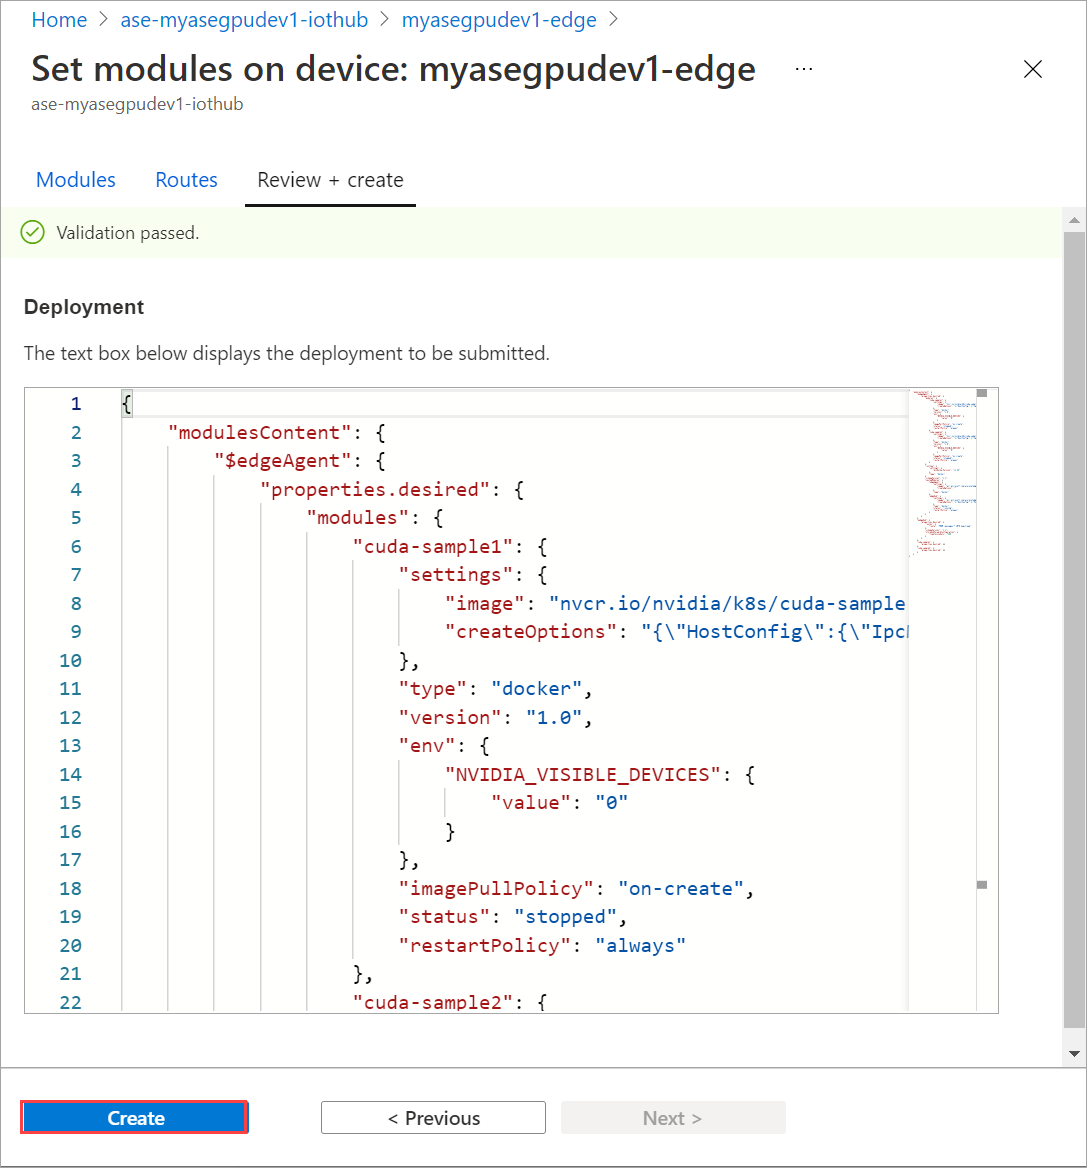 Home > ase-myasegpudev1-iothub > myasegpudev1-edge >
Set modules on device: myasegpudev1-edge ...
ase-myasegpudev1-iothub
Modules Routes Review + create
Validation passed.
Deployment
The text box below displays the deployment to be submitted.
1 {
2 "modulesContent": {
3 "$edgeAgent": {
4 "properties.desired": {
5 "modules": {
6 "cuda-sample1": {
7 "settings": {
8 "image": "nvcr.io/nvidia/k8s/cuda-sample
9 "createOptions": "{\"HostConfig\":{\"Ipc
10 },
11 "type": "docker",
12 "version": "1.0",
13 "env": {
14 "NVIDIA_VISIBLE_DEVICES": {
15 "value": "0"
16 }
17 },
18 "imagePullPolicy": "on-create",
19 "status": "stopped",
20 "restartPolicy": "always"
21 },
22 "cuda-sample2": {
Create < Previous Next >